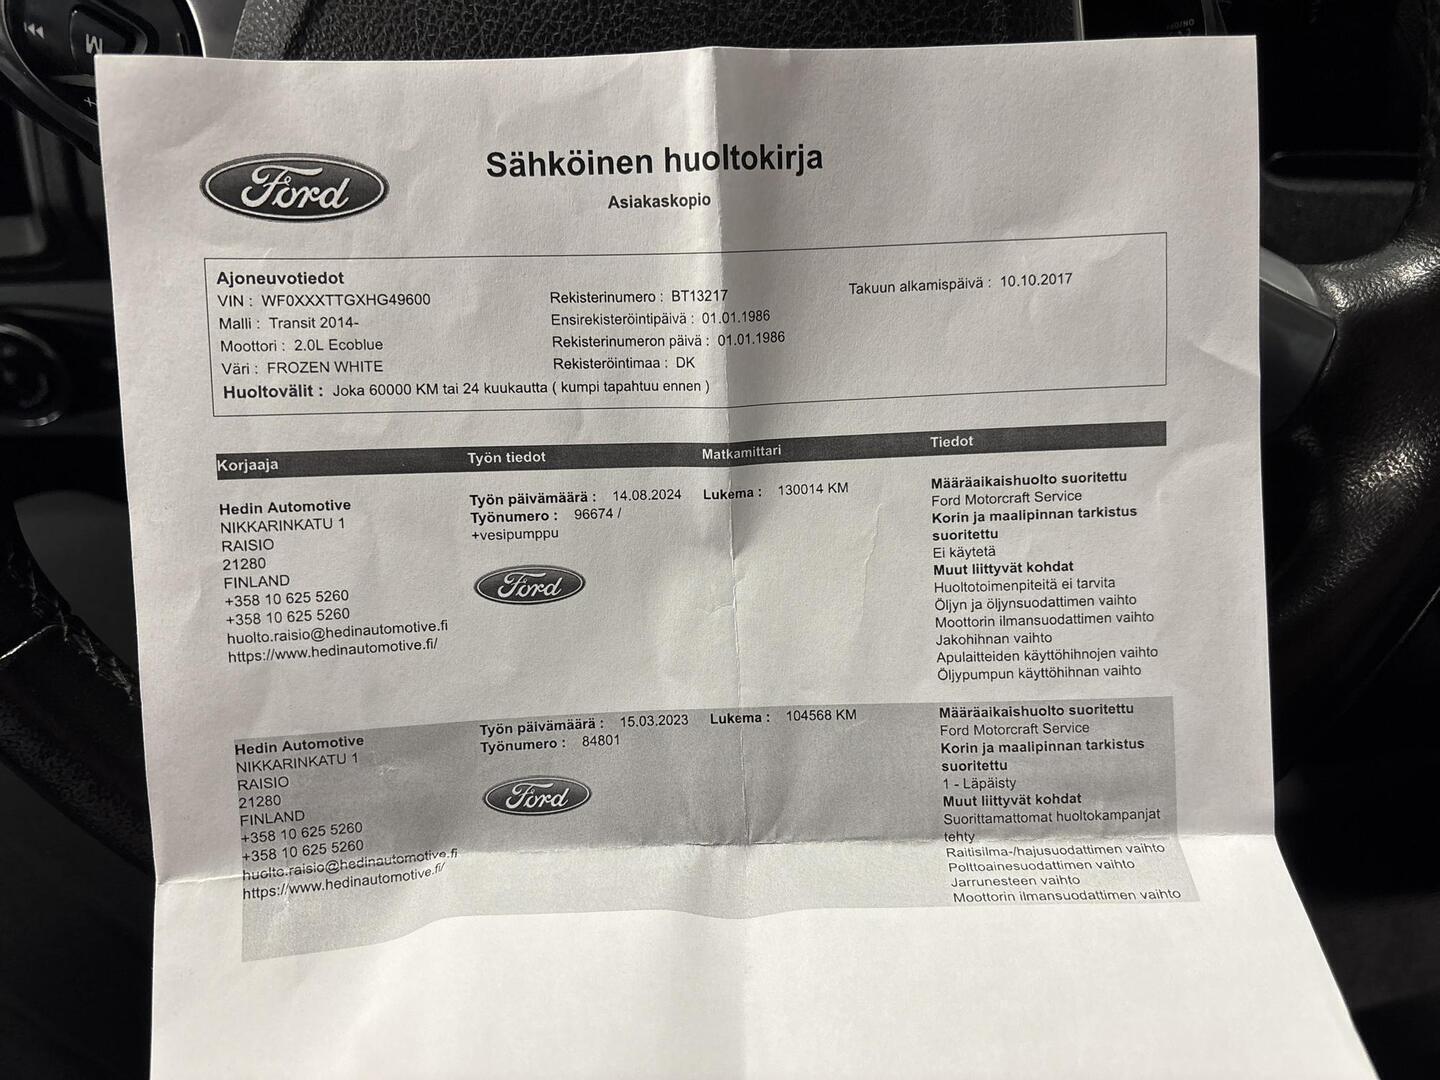 M
Ford
Sähköinen huoltokirja
Asiakaskopio
Ajoneuvotiedot
VIN : WF0XXXTTGXHG49600
Malli : Transit 2014-
Moottori : 2.0L Ecoblue
Väri : FROZEN WHITE
Rekisterinumero : BT13217
Ensirekisteröintipäivä : 01.01.1986
Rekisterinumeron päivä : 01.01.1986
Rekisteröintimaa : DK
Takuun alkamispäivä : 10.10.2017
Huoltovälit : Joka 60000 KM tai 24 kuukautta ( kumpi tapahtuu ennen )
Korjaaja Työn tiedot Matkamittari Tiedot
Hedin Automotive
NIKKARINKATU 1
RAISIO
21280
FINLAND
+358 10 625 5260
+358 10 625 5260
huolto.raisio@hedinautomotive.fi
https://www.hedinautomotive.fi/
Työn päivämäärä : 14.08.2024
Työnumero : 96674 /
+vesipumppu
Ford
Lukema : 130014 KM
Määräaikaishuolto suoritettu
Ford Motorcraft Service
Korin ja maalipinnan tarkistus
suoritettu
Ei käytetä
Muut liittyvät kohdat
Huoltotoimenpiteitä ei tarvita
Öljyn ja öljynsuodattimen vaihto
Moottorin ilmansuodattimen vaihto
Jakohihnan vaihto
Apulaitteiden käyttöhihnojen vaihto
Öljypumpun käyttöhihnan vaihto
Hedin Automotive
NIKKARINKATU 1
RAISIO
21280
FINLAND
+358 10 625 5260
+358 10 625 5260
huolto.raisio@hedinautomotive.fi
https://www.hedinautomotive.fi/
Työn päivämäärä : 15.03.2023
Työnumero : 84801
Ford
Lukema : 104568 KM
Määräaikaishuolto suoritettu
Ford Motorcraft Service
Korin ja maalipinnan tarkistus
suoritettu
1 - Läpäisty
Muut liittyvät kohdat
Suorittamattomat huoltokampanjat
tehty
Raitisilma-/hajusuodattimen vaihto
Polttoainesuodattimen vaihto
Jarrunesteen vaihto
Moottorin ilmansuodattimen vaihto